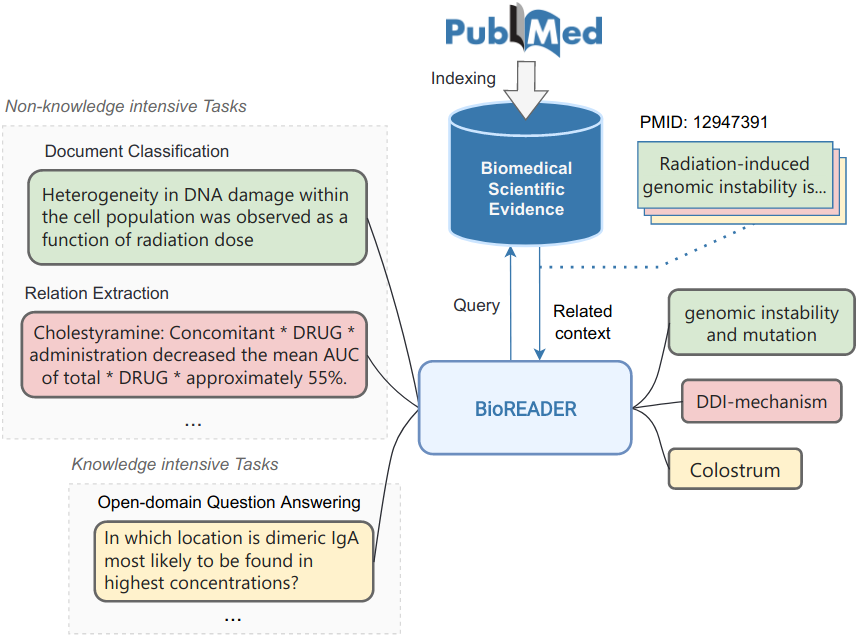 PubMed
Indexing
Non-knowledge intensive Tasks
Document Classification
Heterogeneity in DNA damage within
the cell population was observed as a
function of radiation dose
Relation Extraction
Cholestyramine: Concomitant * DRUG *
administration decreased the mean AUC
of total * DRUG * approximately 55%.
...
Knowledge intensive Tasks
Open-domain Question Answering
In which location is dimeric IgA
most likely to be found in
highest concentrations?
...
Biomedical
Scientific
Evidence
Query
Related
context
BioREADER
PMID: 12947391
Radiation-induced
genomic instability is...
genomic instability
and mutation
DDI-mechanism
Colostrum